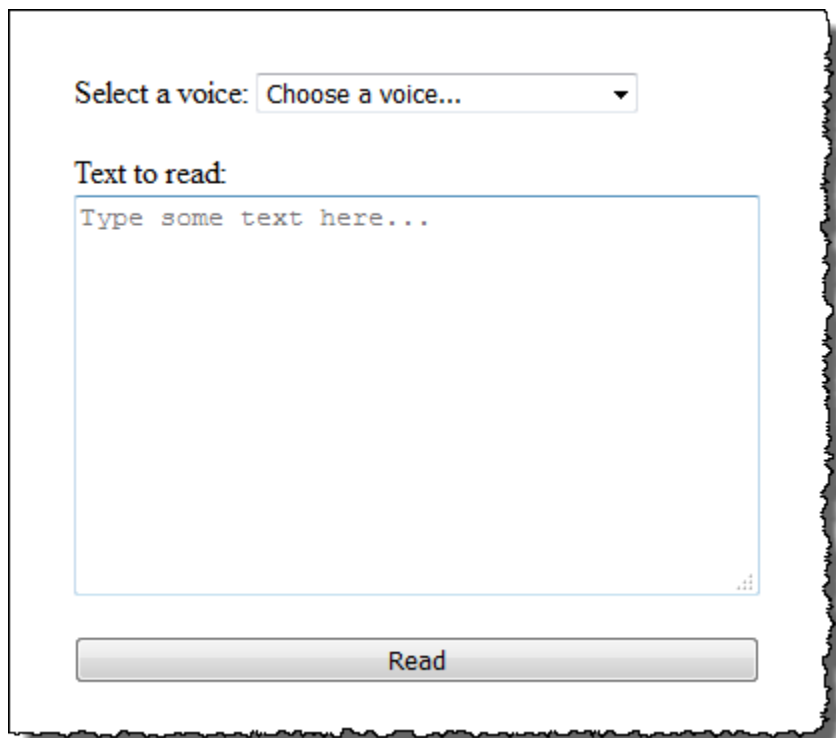 Select a voice: Choose a voice...
Text to read:
Type some text here...
Read